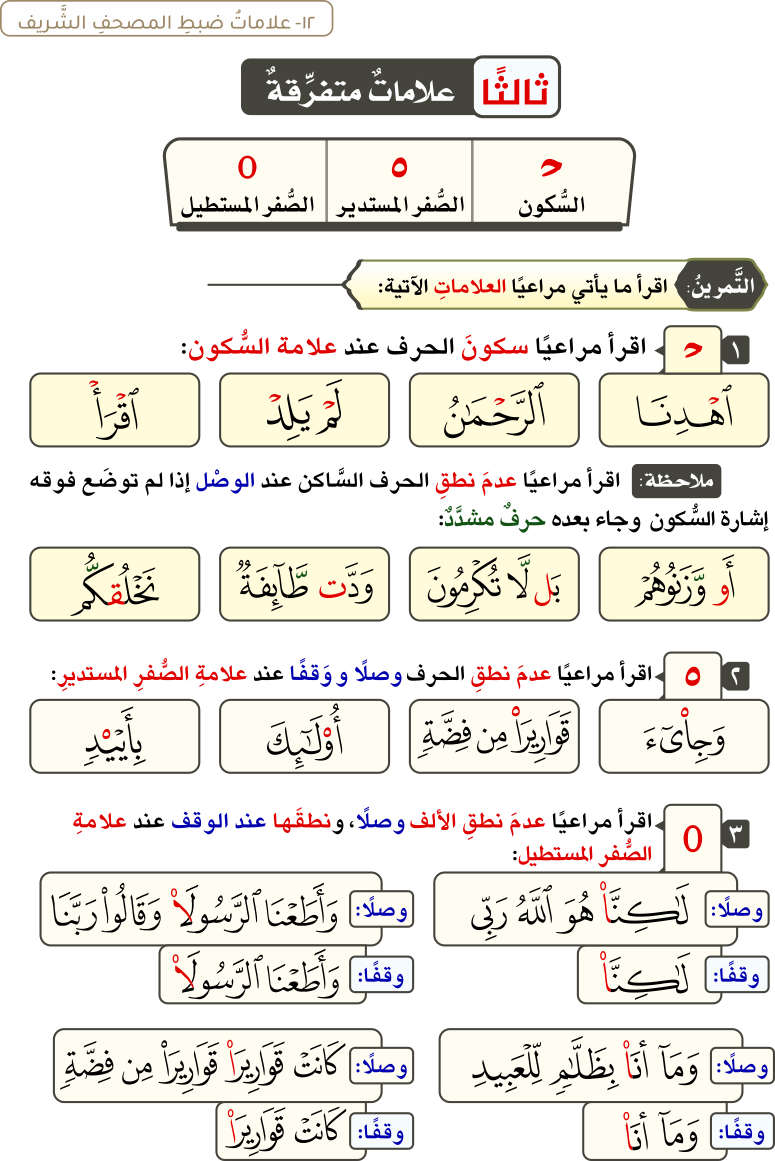 ١٢- علاماتُ ضبطِ المصحفِ الشَّريف
ثالثًا علاماتٌ متفرِّقةٌ
السُّكون الصُّفر المستدير الصُّفر المستطيل
التَّمرينُ: اقرأ ما يأتي مراعيًا العلاماتِ الآتية:
١ اقرأ مراعيًا سكونَ الحرف عند علامة السُّكون:
ٱهۡدِنَا ٱلرَّحۡمَٰنُ لَمۡ يَلِدۡ ٱقۡرَأۡ
ملاحظة: اقرأ مراعيًا عدمَ نطقِ الحرف السَّاكن عند الوصْل إذا لم توضَع فوقه
إشارة السُّكون وجاء بعده حرفٌ مشدَّدٌ:
أَو وَّزَنُوهُمۡ بَل لَّا تُكۡرِمُونَ وَدَّت طَّآئِفَةٞ نَخۡلُقكُّم
٢ اقرأ مراعيًا عدمَ نطقِ الحرف وصلًا و وَقفًا عند علامةِ الصُّفرِ المستديرِ:
وَجِاْيٓءَ قَوَارِيرَاْ مِن فِضَّةٖ أُوْلَٰٓئِكَ بِأَيۡيْدٖ
٣ اقرأ مراعيًا عدمَ نطقِ الألف وصلًا، ونطقَها عند الوقف عند علامةِ
الصُّفرِ المستطيل:
وصلًا: لَّٰكِنَّا۠ هُوَ ٱللَّهُ رَبِّي وصلًا: وَأَطَعۡنَا ٱلرَّسُولَا۠ وَقَالُواْ رَبَّنَا
وقفًا: لَّٰكِنَّا۠ وقفًا: وَأَطَعۡنَا ٱلرَّسُولَا۠
وصلًا: وَمَآ أَنَا۠ بِظَلَّٰمٖ لِّلۡعَبِيدِ وصلًا: كَانَتۡ قَوَارِيرَا۠ قَوَارِيرَاْ مِن فِضَّةٖ
وقفًا: وَمَآ أَنَا۠ وقفًا: كَانَتۡ قَوَارِيرَا۠